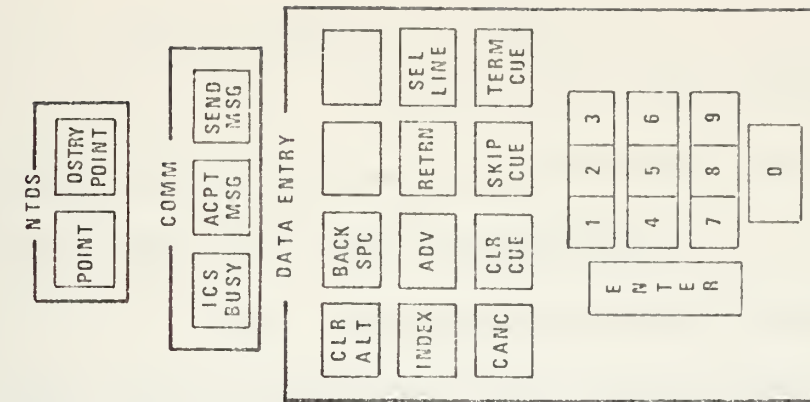 NTDS
POINT
OSTRY
POINT
COMM
ICS
BUSY
ACPT
MSG
SEND
MSG
DATA ENTRY
CLR
ALT
BACK
SPC
INDEX
ADV
RETRN
SEL
LINE
CANC
CLR
CUE
SKIP
CUE
TERM
CUE
ENTER
1 2 3
4 5 6
7 8 9
0